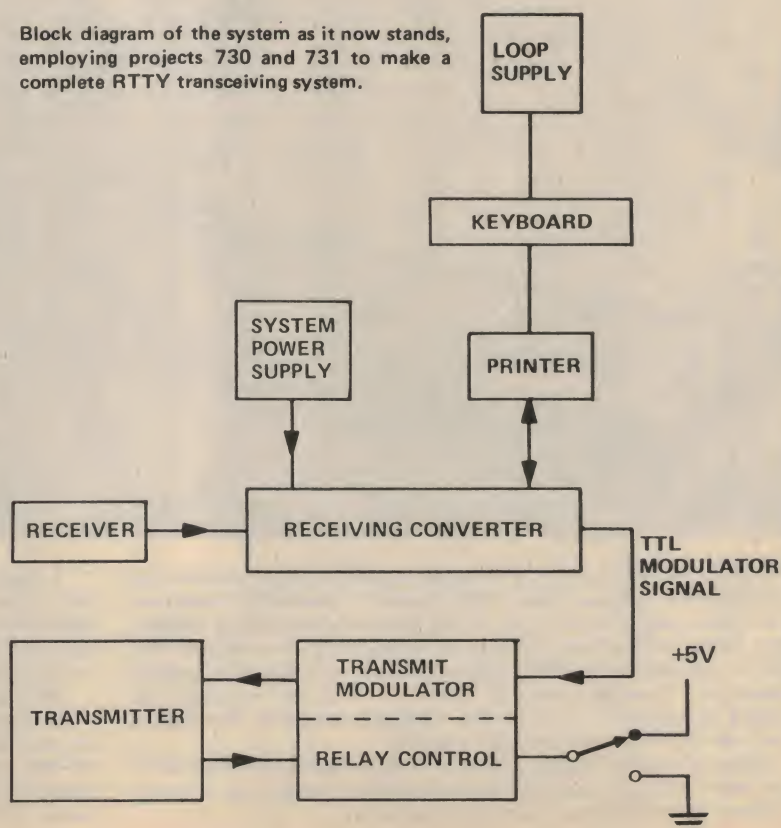 Block diagram of the system as it now stands,
employing projects 730 and 731 to make a
complete RTTY transceiving system.
LOOP
SUPPLY
KEYBOARD
SYSTEM
POWER
SUPPLY
PRINTER
RECEIVER
RECEIVING CONVERTER
TTL
MODULATOR
SIGNAL
TRANSMITTER
TRANSMIT
MODULATOR
RELAY CONTROL
+5V